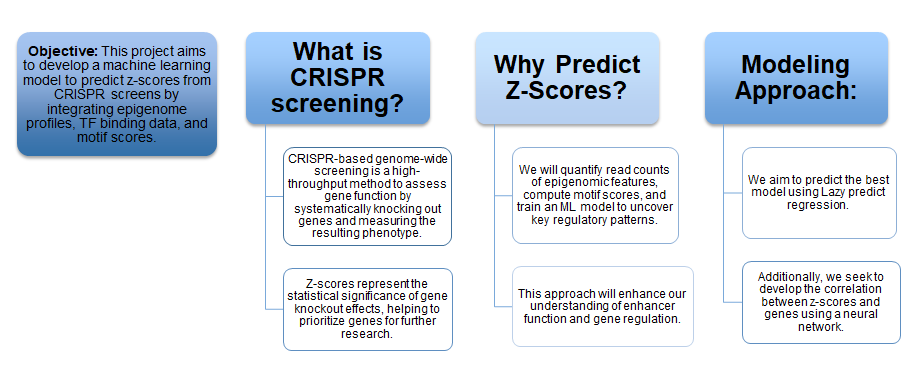 Objective: This project aims
to develop a machine learning
model to predict z-scores from
CRISPR screens by
integrating epigenome
profiles, TF binding data, and
motif scores.
What is
CRISPR
screening?
CRISPR-based genome-wide
screening is a high-
throughput method to assess
gene function by
systematically knocking out
genes and measuring the
resulting phenotype.
Z-scores represent the
statistical significance of gene
knockout effects, helping to
prioritize genes for further
research.
Why Predict
Z-Scores?
We will quantify read counts
of epigenomic features,
compute motif scores, and
train an ML model to uncover
key regulatory patterns.
This approach will enhance our
understanding of enhancer
function and gene regulation.
Modeling
Approach:
We aim to predict the best
model using Lazy predict
regression.
Additionally, we seek to
develop the correlation
between z-scores and
genes using a neural
network.